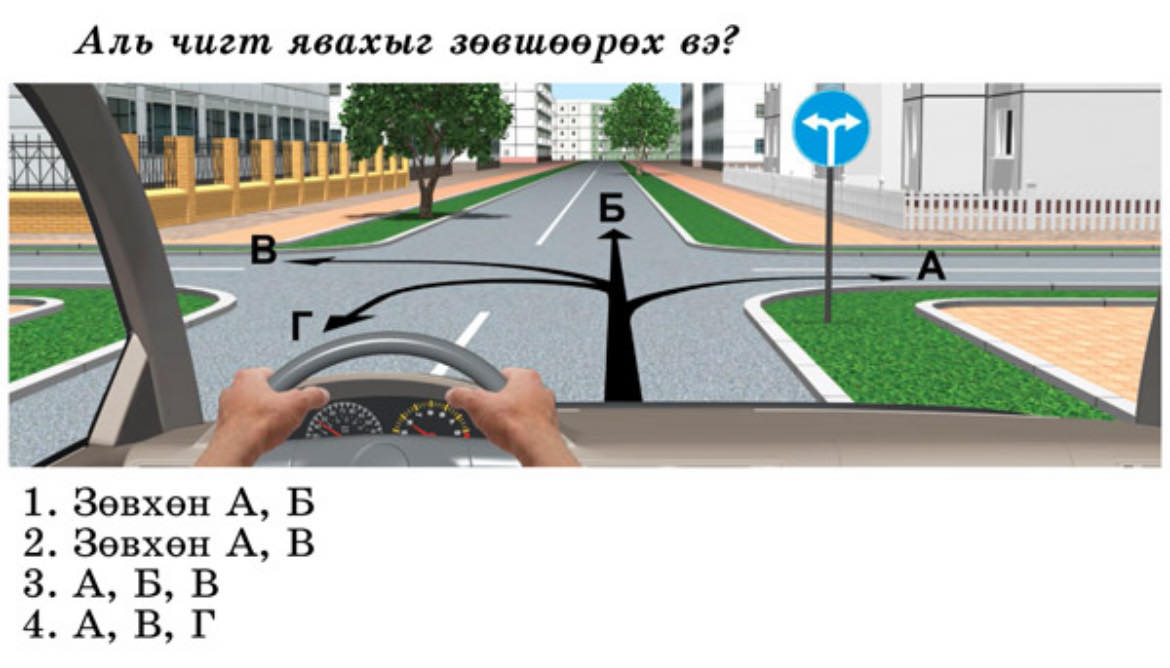 Аль чигт явахыг зөвшөөрөх вэ?
Б
В
А
Г
1. Зөвхөн А, Б
2. Зөвхөн А, В
3. А, Б, В
4. А, В, Г